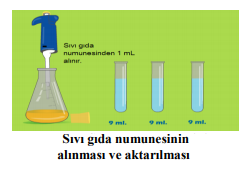 Sıvı gıda
numunesinden 1 mL
alınır.
9 mL. 9 mL. 9 mL.
Sıvı gıda numunesinin
alınması ve aktarılması